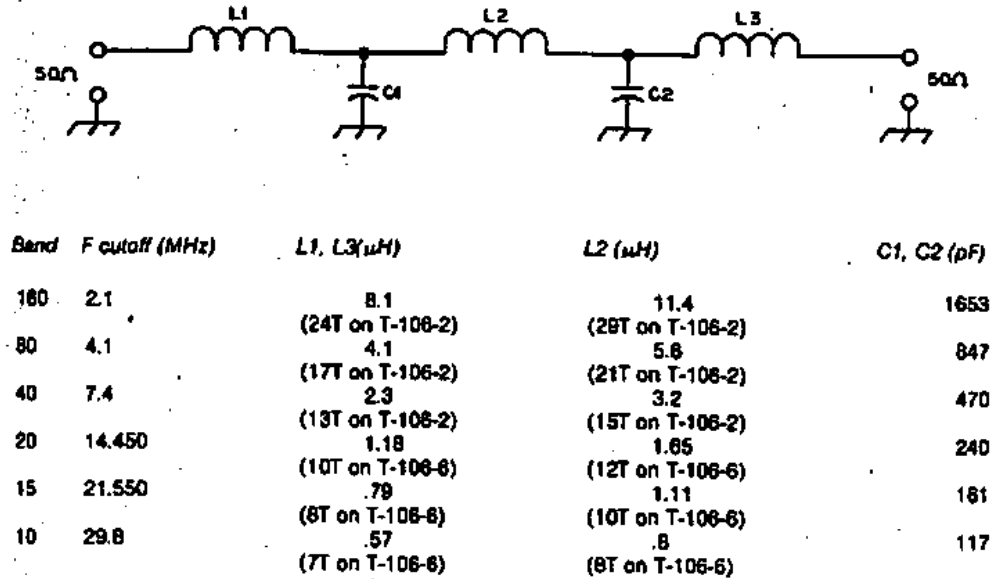 L1 L2 L3
50Ω C1 C2 50Ω
Band F cutoff (MHz) L1, L3(μH) L2 (μH) C1, C2 (pF)
160 2.1 8.1 11.4 1653
(24T on T-106-2) (29T on T-106-2)
80 4.1 4.1 5.8 847
(17T on T-106-2) (21T on T-106-2)
40 7.4 2.3 3.2 470
(13T on T-106-2) (15T on T-106-2)
20 14.450 1.18 1.65 240
(10T on T-106-6) (12T on T-106-6)
15 21.550 .79 1.11 161
(8T on T-106-6) (10T on T-106-6)
10 29.8 .57 .8 117
(7T on T-106-6) (8T on T-106-6)